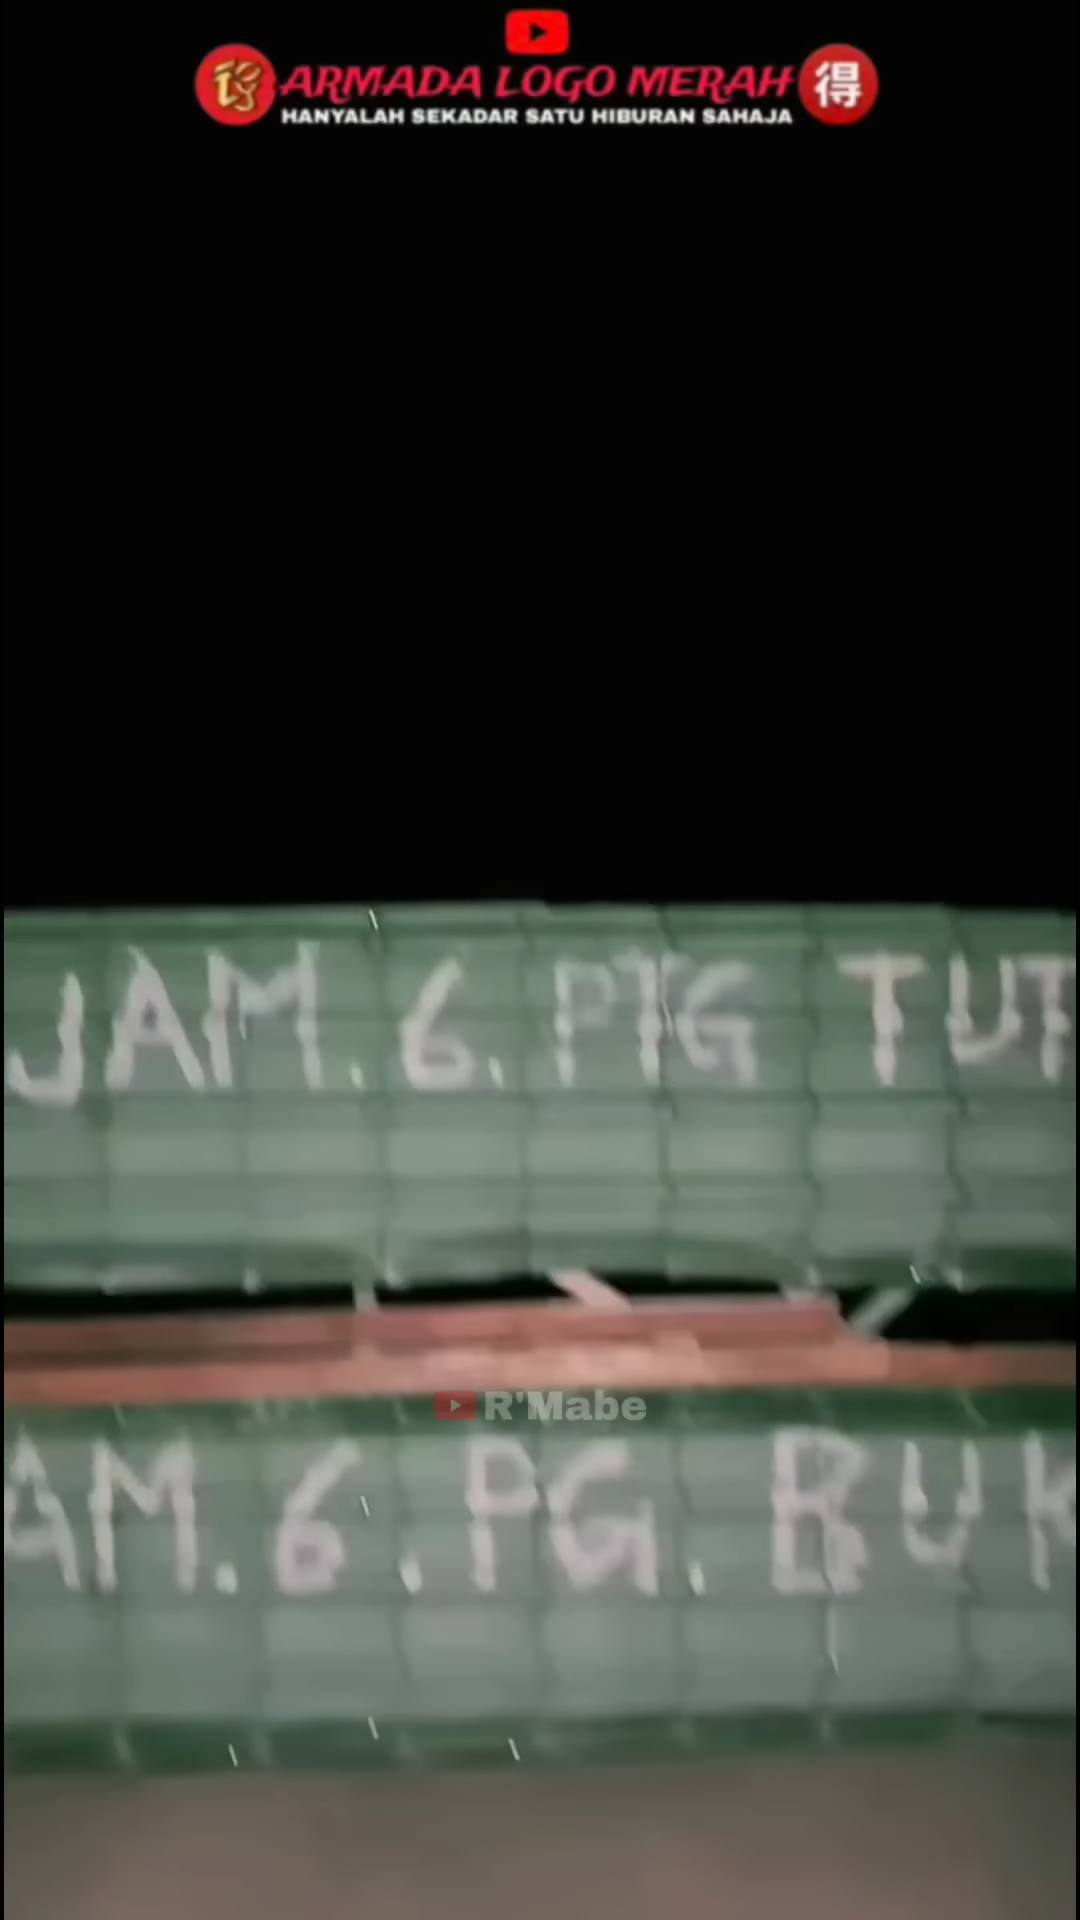 ARMADA LOGO MERAH 得
HANYALAH SEKADAR SATU HIBURAN SAHAJA
JAM. 6. PTG TUT
R'Mabe
AM. 6. PG. BUK